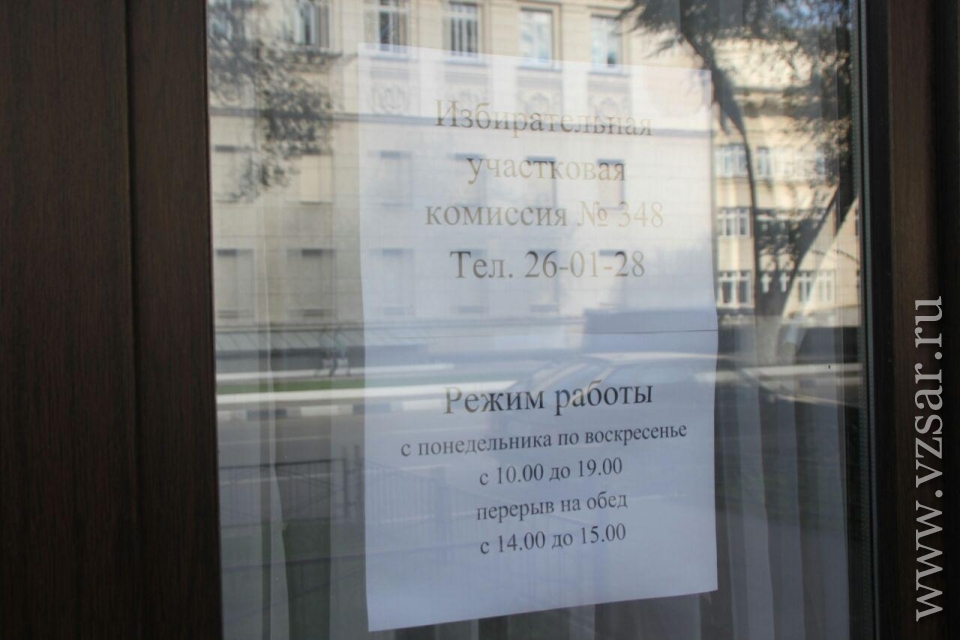 Избирательная
участковая
комиссия № 348
Тел. 26-01-28
Режим работы
с понедельника по воскресенье
с 10.00 до 19.00
перерыв на обед
с 14.00 до 15.00
www.vzsar.ru